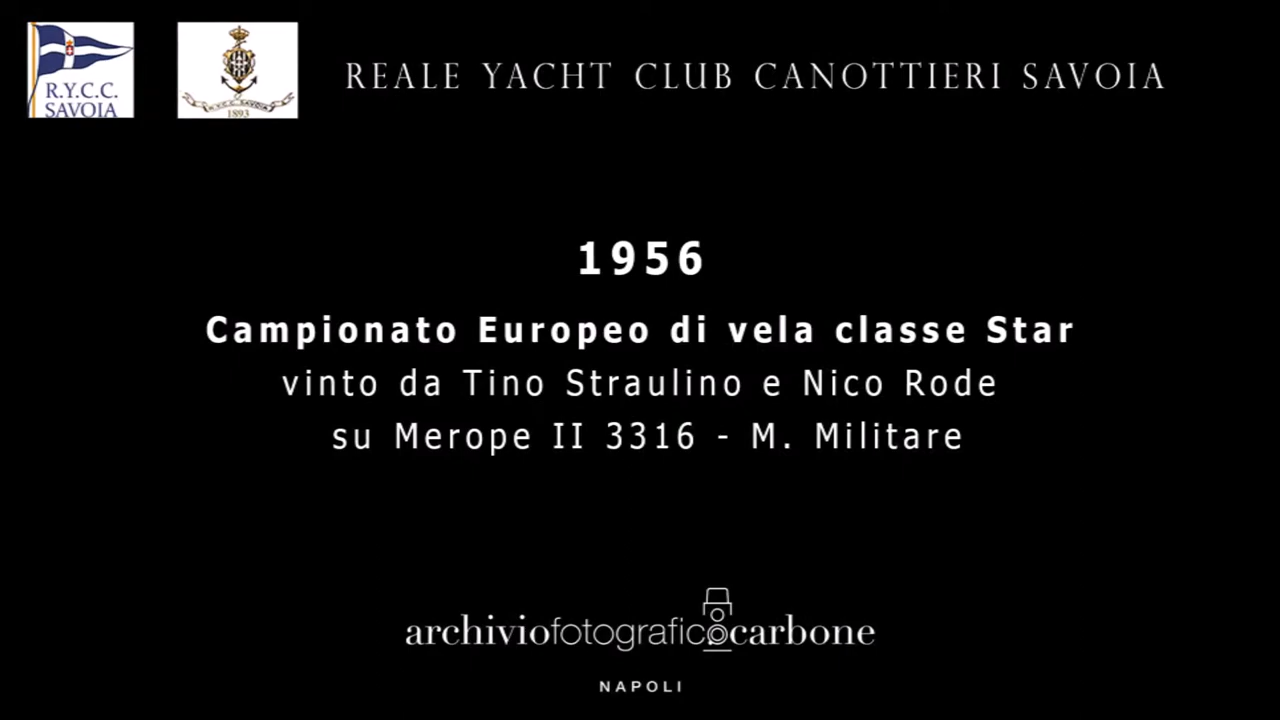 R.Y.C.C.
SAVOIA
R.Y.C.C. SAVOIA
1893
REALE YACHT CLUB CANOTTIERI SAVOIA
1956
Campionato Europeo di vela classe Star
vinto da Tino Straulino e Nico Rode
su Merope II 3316 - M. Militare
archiviofotograficocarbone
NAPOLI